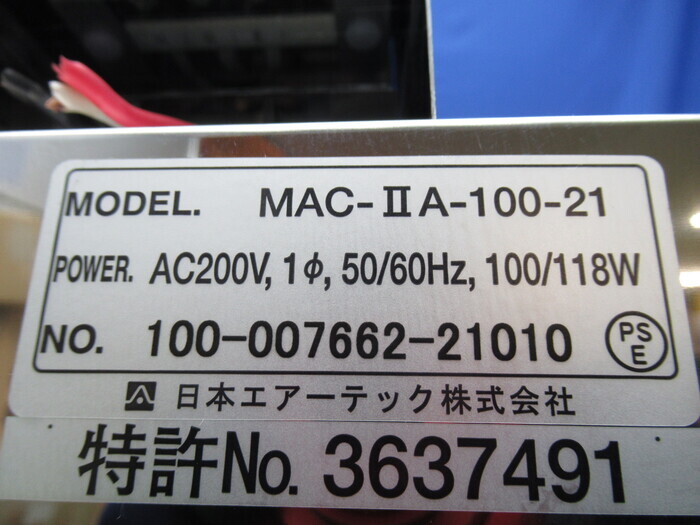 MODEL. MAC-ⅡA-100-21
POWER. AC200V, 1φ, 50/60Hz, 100/118W
NO. 100-007662-21010
PS
E
日本エアーテック株式会社
特許No. 3637491